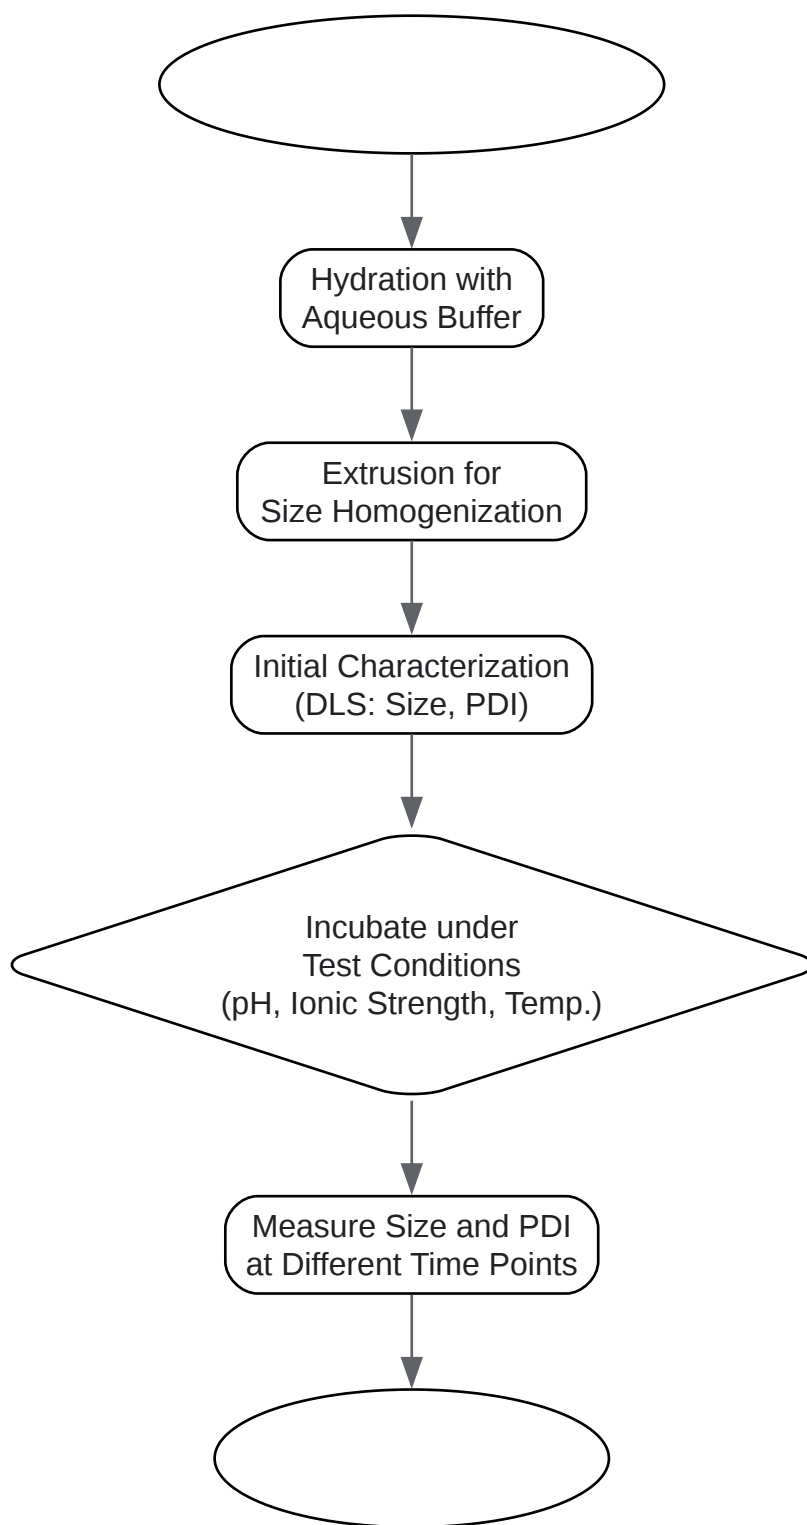 Hydration with
Aqueous Buffer
Extrusion for
Size Homogenization
Initial Characterization
(DLS: Size, PDI)
Incubate under
Test Conditions
(pH, Ionic Strength, Temp.)
Measure Size and PDI
at Different Time Points